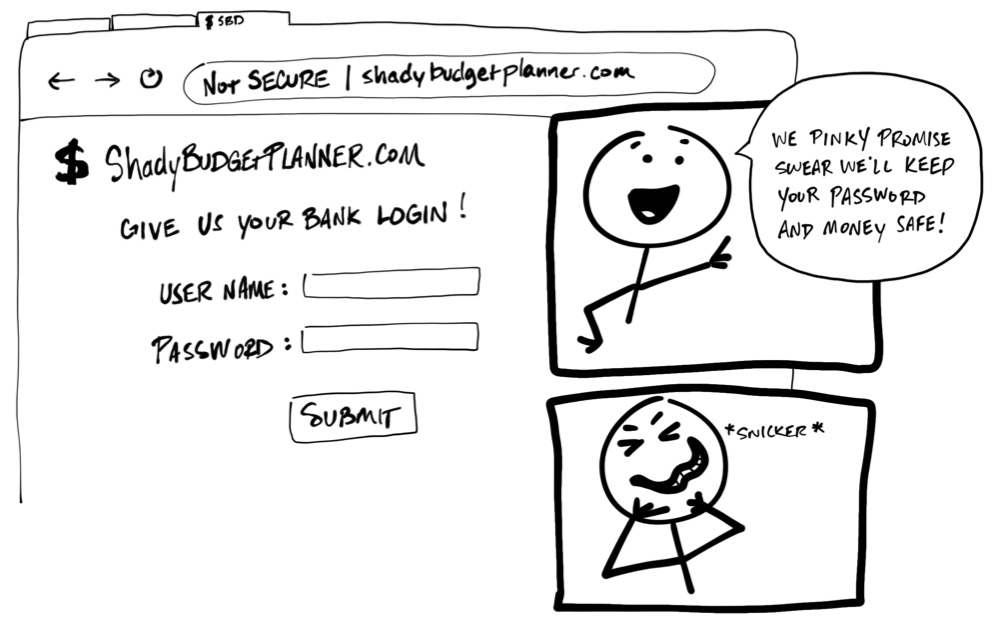 $ SBD
Not SECURE | shadybudgetplanner.com
$ ShadyBUDGETPLANNER.COM
GIVE US YOUR BANK LOGIN!
USER NAME:
PASSWORD:
SUBMIT
WE PINKY PROMISE
SWEAR WE'LL KEEP
YOUR PASSWORD
AND MONEY SAFE!
*SNICKER*